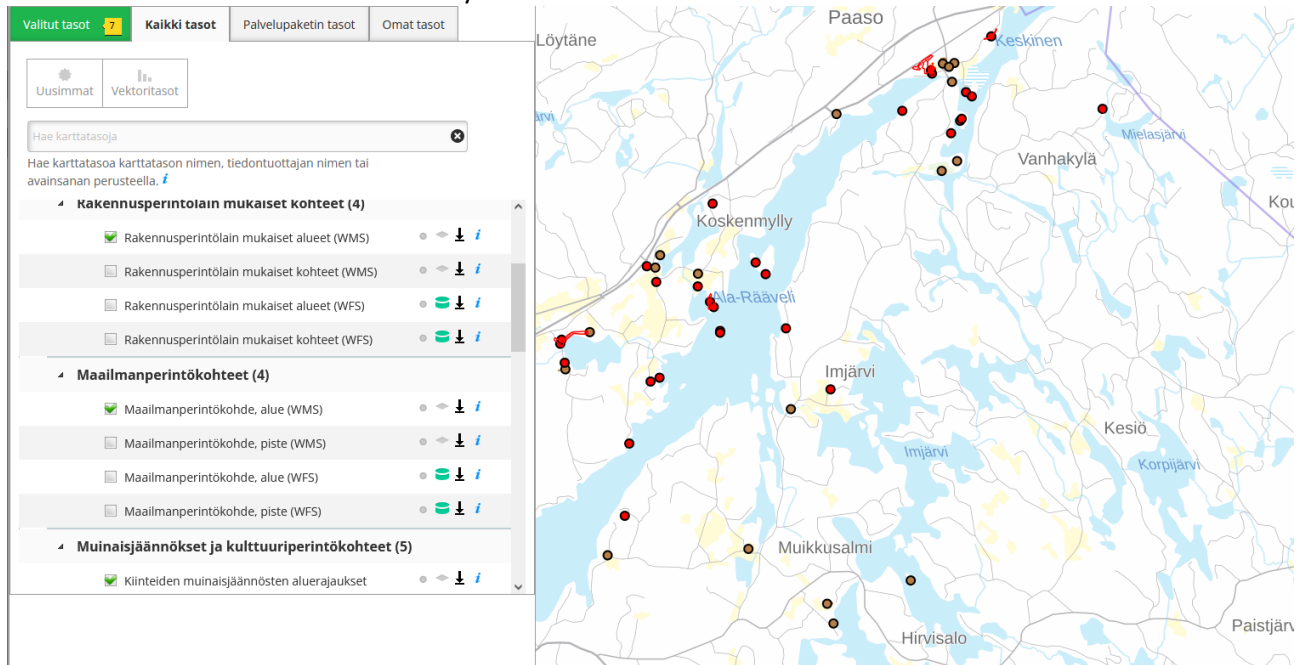 Valitut tasot 7
Kaikki tasot
Palvelupaketin tasot
Omat tasot
Uusimmat
Vektoritasot
Hae karttatasoja
Hae karttatasoa karttatason nimen, tiedontuottajan nimen tai
avainsanan perusteella. i
Rakennusperintölain mukaiset kohteet (4)
Rakennusperintölain mukaiset alueet (WMS)
Rakennusperintölain mukaiset kohteet (WMS)
Rakennusperintölain mukaiset alueet (WFS)
Rakennusperintölain mukaiset kohteet (WFS)
Maailmanperintökohteet (4)
Maailmanperintökohde, alue (WMS)
Maailmanperintökohde, piste (WMS)
Maailmanperintökohde, alue (WFS)
Maailmanperintökohde, piste (WFS)
Muinaisjäännökset ja kulttuuriperintökohteet (5)
Kiinteiden muinaisjäännösten aluerajaukset
Paaso
Löytäne
Keskinen
ärvi
Mielasjärvi
Vanhakylä
Kou
Koskenmylly
Ala-Rääveli
Imjärvi
Kesiö
Imjärvi
Korpijärvi
Muikkusalmi
Hirvisalo
Paistjärv